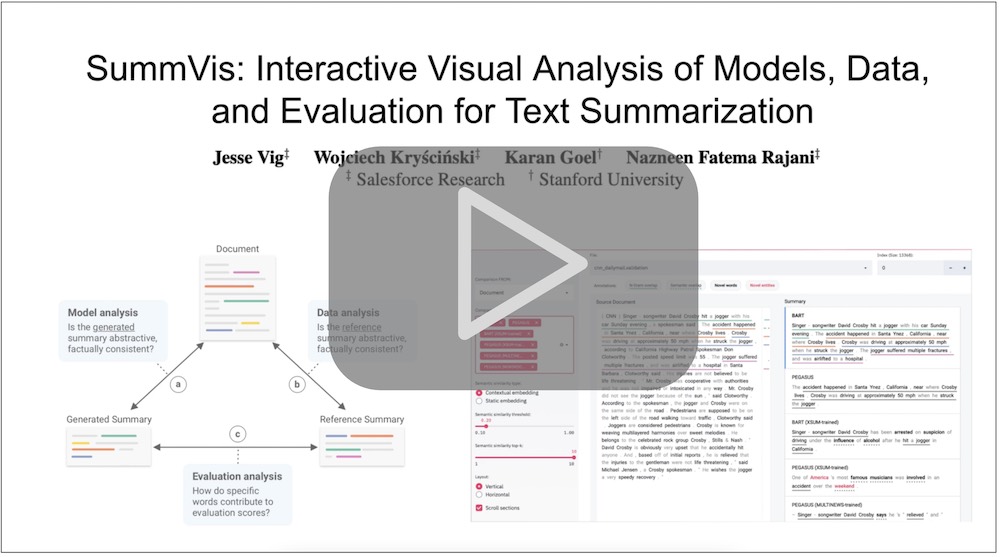 SummVis: Interactive Visual Analysis of Models, Data,
and Evaluation for Text Summarization
Jesse Vig‡ Wojciech Kryściński‡ Karan Goel† Nazneen Fatema Rajani‡
‡ Salesforce Research † Stanford University
Document
Model analysis
Is the generated
summary abstractive,
factually consistent?
Data analysis
Is the reference
summary abstractive,
factually consistent?
a
b
Generated Summary
c
Reference Summary
Evaluation analysis
How do specific
words contribute to
evaluation scores?
File
Index (Size: 13368)
cnn_dailymail.validation
0
- +
Comparison FROM:
Document
Annotations: N-Gram overlap Semantic overlap Novel words Novel entities
Semantic similarity type:
Contextual embedding
Static embedding
Semantic similarity threshold:
0.20
0.10 1.00
Semantic similarity top-k:
10
1 10
Layout:
Vertical
Horizontal
Scroll sections
Source Document
( CNN ) Singer - songwriter David Crosby hit a jogger with his
car Sunday evening , a spokesman said . The accident happened
in Santa Ynez , California , near where Crosby lives . Crosby
was driving at approximately 50 mph when he struck the jogger ,
according to California Highway Patrol Spokesman Don
Clotworthy . The posted speed limit was 55 . The jogger suffered
multiple fractures , and was airlifted to a hospital in Santa
Barbara , Clotworthy said . His injuries are not believed to be
life threatening . " Mr. Crosby was cooperative with authorities
and he was not impaired or intoxicated in any way . Mr. Crosby
did not see the jogger because of the sun , " said Clotworthy .
According to the spokesman , the jogger and Crosby were on
the same side of the road . Pedestrians are supposed to be on
the left side of the road walking toward traffic , Clotworthy said
. Joggers are considered pedestrians . Crosby is known for
weaving multilayered harmonies over sweet melodies . He
belongs to the celebrated rock group Crosby , Stills & Nash . "
David Crosby is obviously very upset that he accidentally hit
anyone . And , based off of initial reports , he is relieved that
the injuries to the gentleman were not life threatening , " said
Michael Jensen , a Crosby spokesman . " He wishes the jogger
a very speedy recovery . "
Summary
BART
Singer - songwriter David Crosby hit a jogger with his car Sunday
evening . The accident happened in Santa Ynez , California , near
where Crosby lives . Crosby was driving at approximately 50 mph
when he struck the jogger . The jogger suffered multiple fractures ,
and was airlifted to a hospital .
PEGASUS
The accident happened in Santa Ynez , California , near where Crosby
lives . Crosby was driving at approximately 50 mph when he struck the
jogger .
BART (XSUM-trained)
Singer - songwriter David Crosby has been arrested on suspicion of
driving under the influence of alcohol after he hit a jogger in
California .
PEGASUS (XSUM-trained)
One of America 's most famous musicians was involved in an
accident over the weekend .
PEGASUS (MULTINEWS-trained)
– Singer - songwriter David Crosby says he 's " relieved " and "